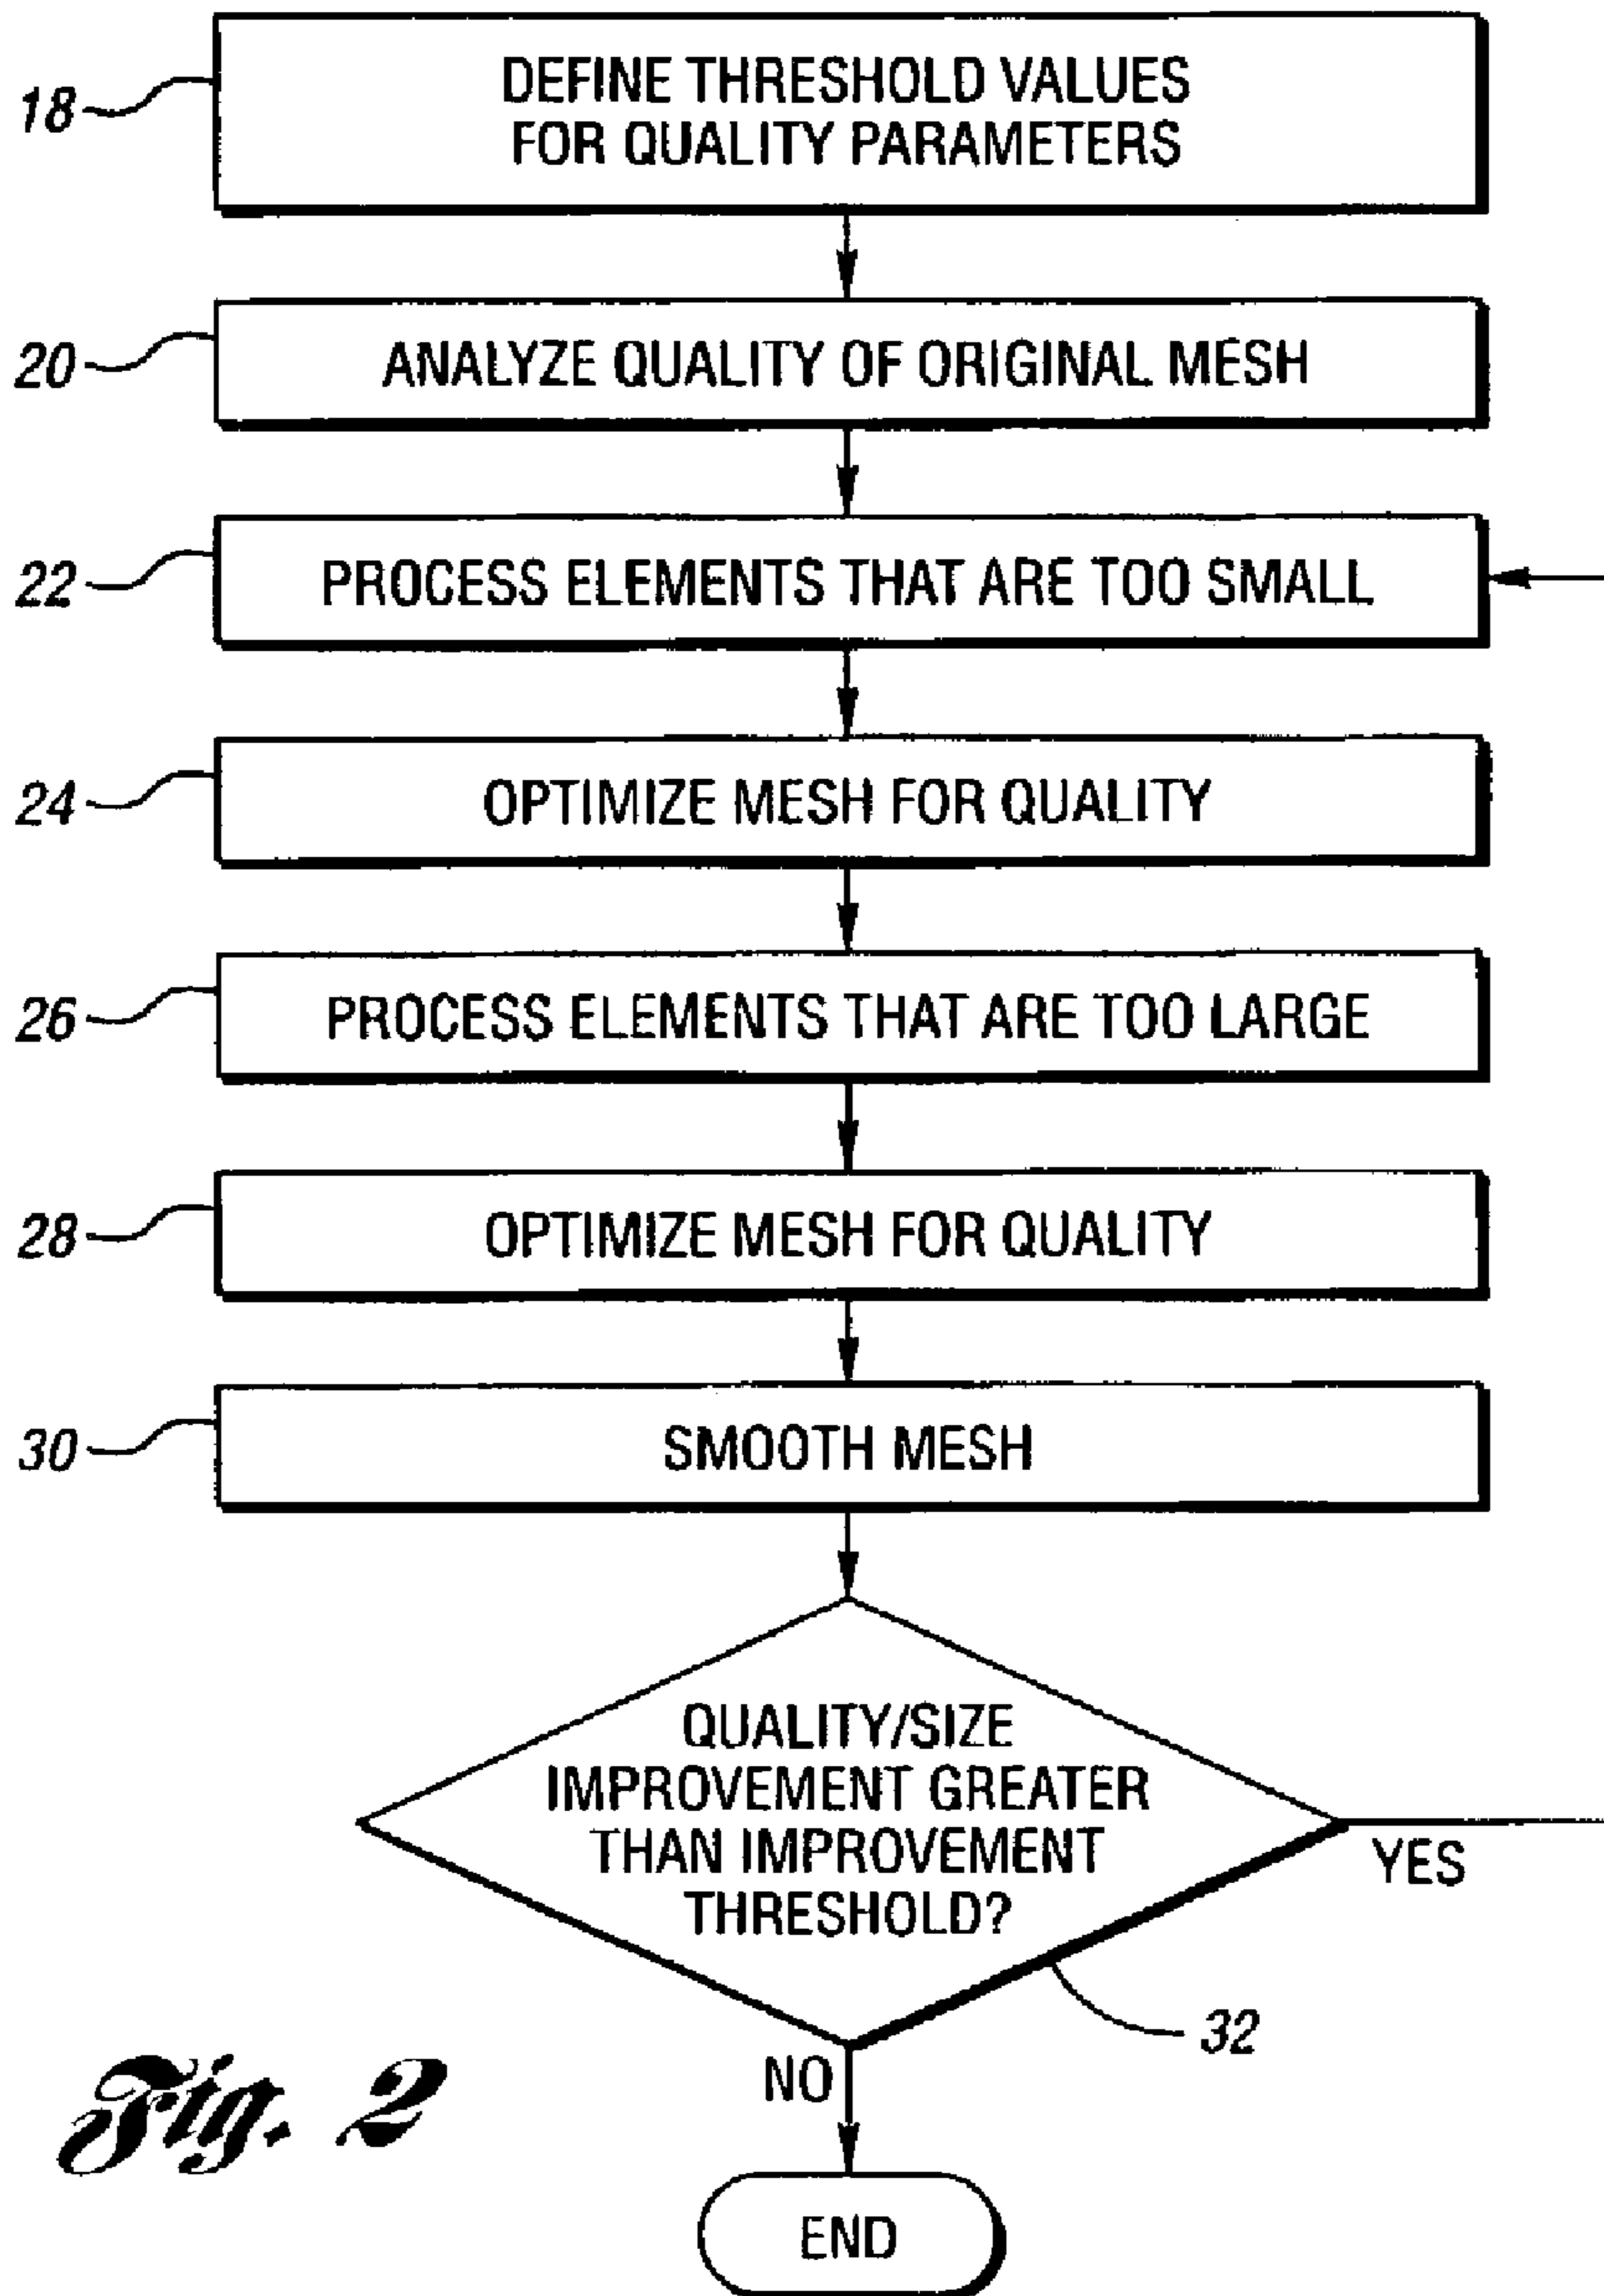 18
DEFINE THRESHOLD VALUES
FOR QUALITY PARAMETERS
20
ANALYZE QUALITY OF ORIGINAL MESH
22
PROCESS ELEMENTS THAT ARE TOO SMALL
24
OPTIMIZE MESH FOR QUALITY
26
PROCESS ELEMENTS THAT ARE TOO LARGE
28
OPTIMIZE MESH FOR QUALITY
30
SMOOTH MESH
QUALITY/SIZE
IMPROVEMENT GREATER
THAN IMPROVEMENT
THRESHOLD?
YES
32
NO
Fig. 2
END